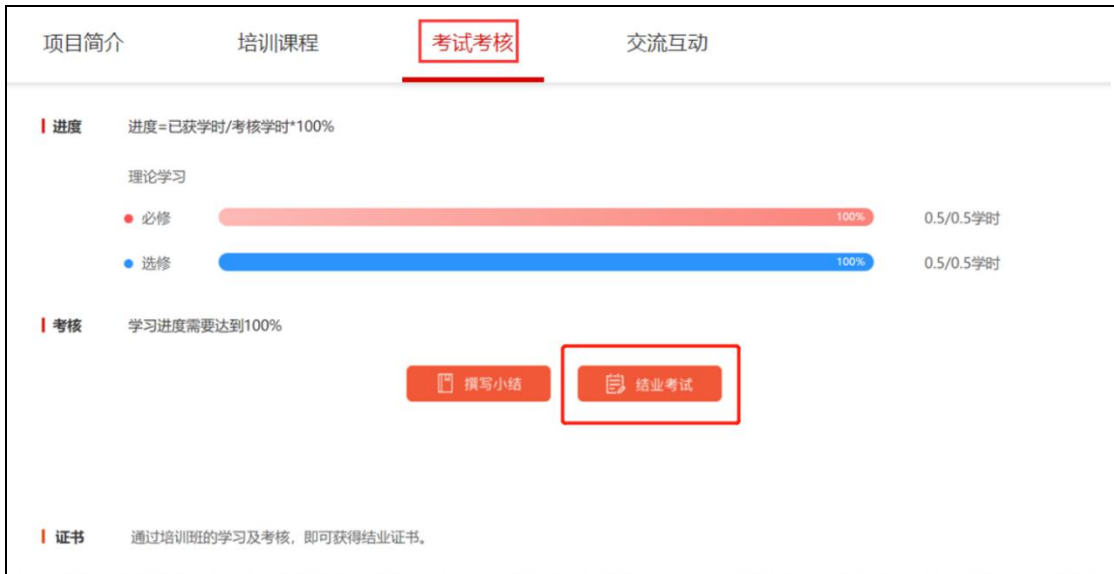 项目简介 培训课程 考试考核 交流互动
进度 进度=已获学时/考核学时*100%
理论学习
必修 100% 0.5/0.5学时
选修 100% 0.5/0.5学时
考核 学习进度需要达到100%
撰写小结 结业考试
证书 通过培训班的学习及考核，即可获得结业证书。